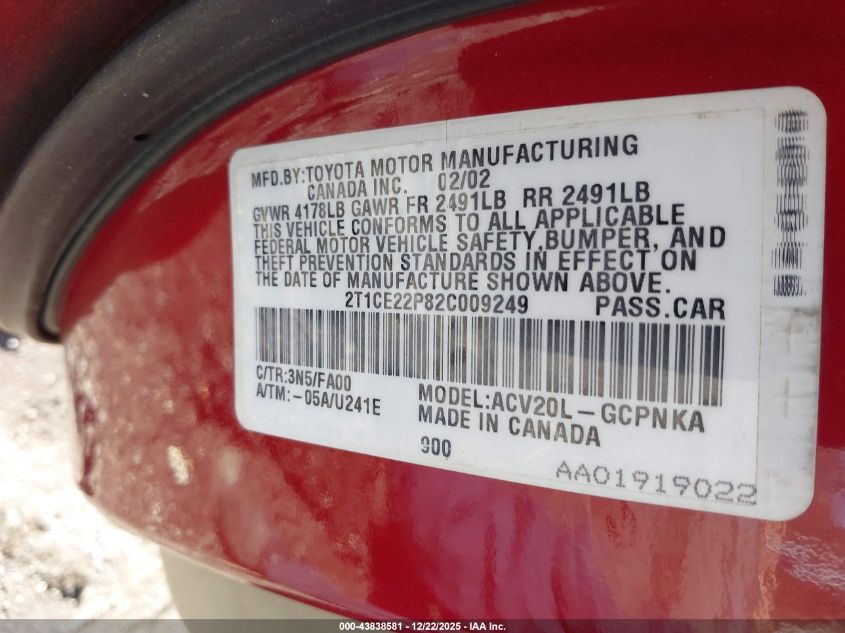 MFD.BY:TOYOTA MOTOR MANUFACTURING
CANADA INC. 02/02
GVWR 4178LB GAWR FR 2491LB RR 2491LB
THIS VEHICLE CONFORMS TO ALL APPLICABLE
FEDERAL MOTOR VEHICLE SAFETY,BUMPER, AND
THEFT PREVENTION STANDARDS IN EFFECT ON
THE DATE OF MANUFACTURE SHOWN ABOVE.
2T1CE22P82C009249 PASS.CAR
C/TR:3N5/FA00
A/TM:-05A/U241E
MODEL:ACV20L-GCPNKA
MADE IN CANADA
900
AA01919022
000-43838581 - 12/22/2025 - IAA Inc.